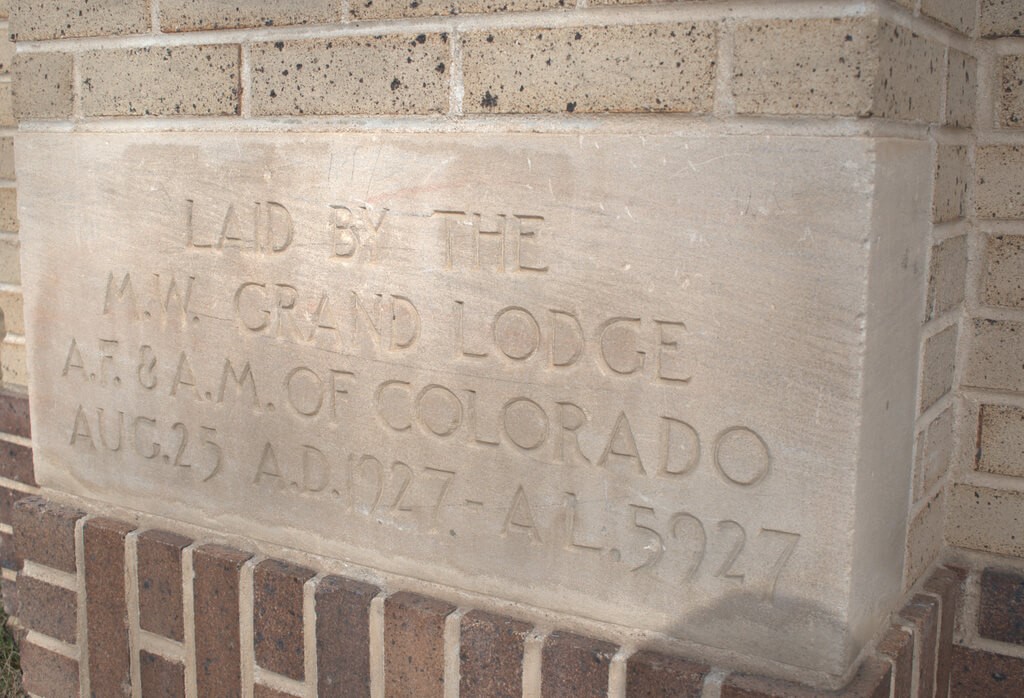 LAID BY THE
M.W. GRAND LODGE
A.F. & A.M. OF COLORADO
AUG. 25 A.D. 1927. - A.L. 5927